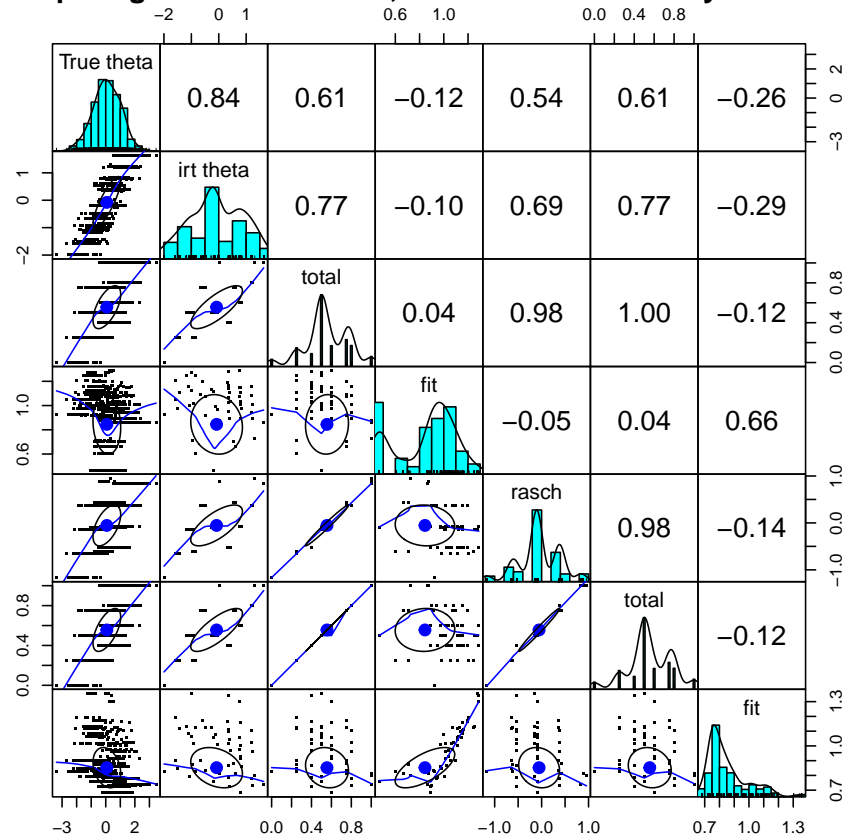 −2 0 1 0.6 1.0 0.0 0.4 0.8
True theta 0.84 0.61 −0.12 0.54 0.61 −0.26 −3 0 2
−2 0 1 irt theta 0.77 −0.10 0.69 0.77 −0.29
total 0.04 0.98 1.00 −0.12 0.0 0.4 0.8
0.6 1.0 fit −0.05 0.04 0.66
rasch 0.98 −0.14 −1.0 0.0 1.0
0.0 0.4 0.8 total −0.12
fit 0.7 1.0 1.3
−3 0 2 0.0 0.4 0.8 −1.0 0.0 1.0 0.7 1.0 1.3